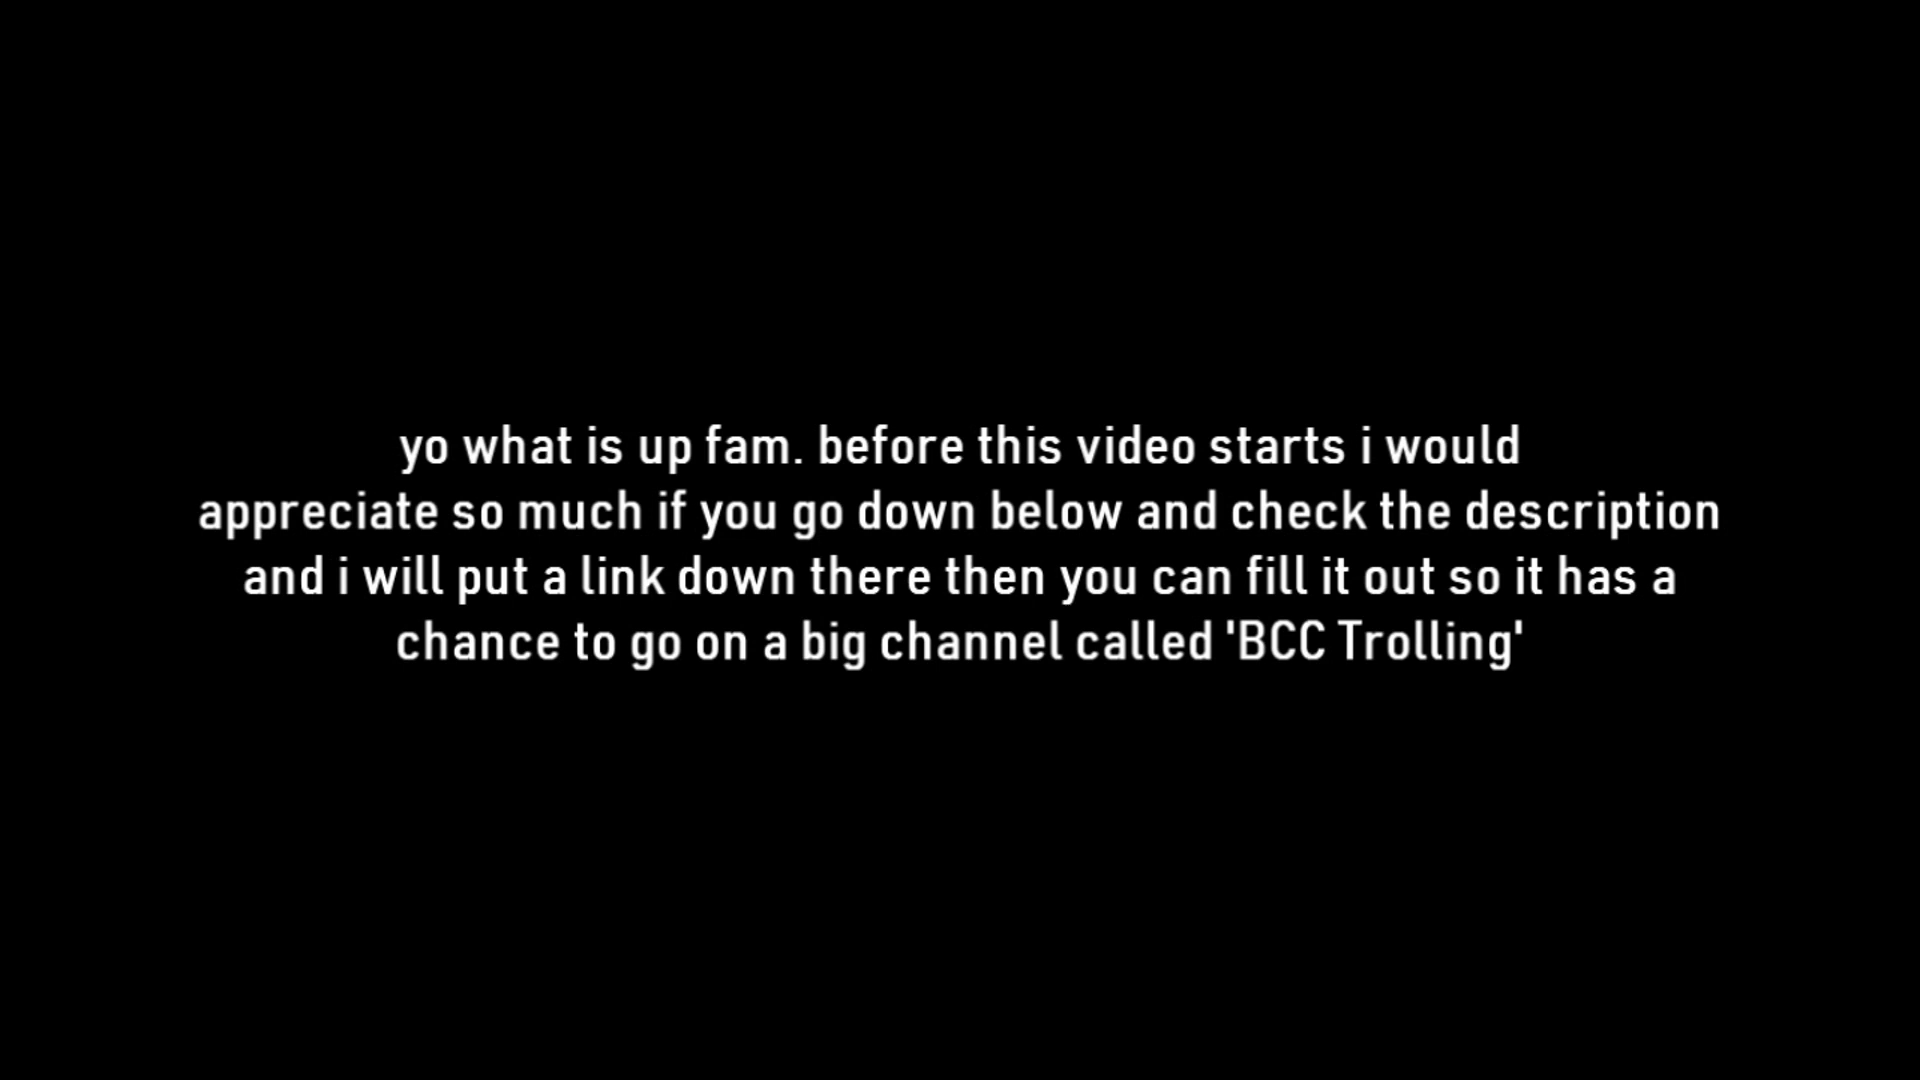 yo what is up fam. before this video starts i would
appreciate so much if you go down below and check the description
and i will put a link down there then you can fill it out so it has a
chance to go on a big channel called 'BCC Trolling'